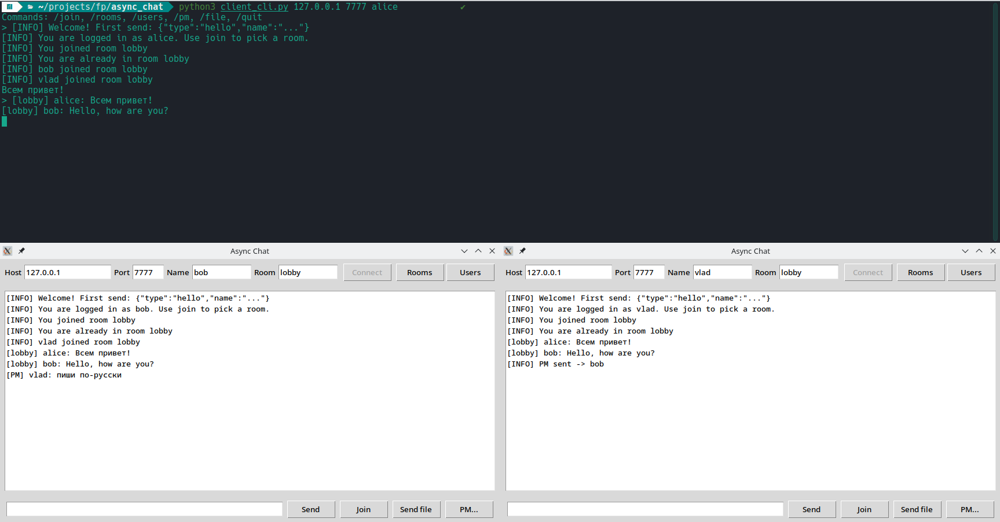 ~/projects/fp/async_chat python3 client_cli.py 127.0.0.1 7777 alice ✔
Commands: /join, /rooms, /users, /pm, /file, /quit
> [INFO] Welcome! First send: {"type":"hello","name":"..."}
[INFO] You are logged in as alice. Use join to pick a room.
[INFO] You joined room lobby
[INFO] You are already in room lobby
[INFO] bob joined room lobby
[INFO] vlad joined room lobby
Всем привет!
> [lobby] alice: Всем привет!
[lobby] bob: Hello, how are you?
Async Chat
Host 127.0.0.1 Port 7777 Name bob Room lobby Connect Rooms Users
[INFO] Welcome! First send: {"type":"hello","name":"..."}
[INFO] You are logged in as bob. Use join to pick a room.
[INFO] You joined room lobby
[INFO] You are already in room lobby
[INFO] vlad joined room lobby
[lobby] alice: Всем привет!
[lobby] bob: Hello, how are you?
[PM] vlad: пиши по-русски
Send Join Send file PM...
Async Chat
Host 127.0.0.1 Port 7777 Name vlad Room lobby Connect Rooms Users
[INFO] Welcome! First send: {"type":"hello","name":"..."}
[INFO] You are logged in as vlad. Use join to pick a room.
[INFO] You joined room lobby
[INFO] You are already in room lobby
[lobby] alice: Всем привет!
[lobby] bob: Hello, how are you?
[INFO] PM sent -> bob
Send Join Send file PM...